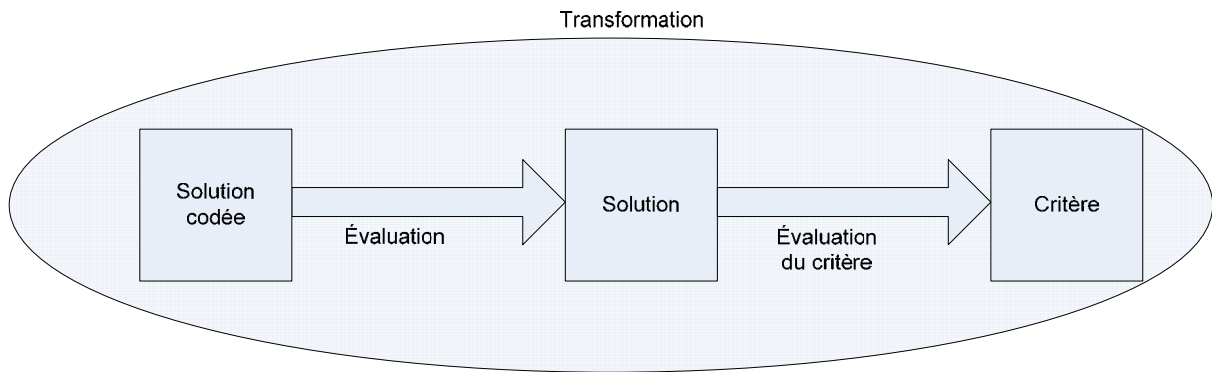 Transformation
Solution
codée
Évaluation
Solution
Évaluation
du critère
Critère